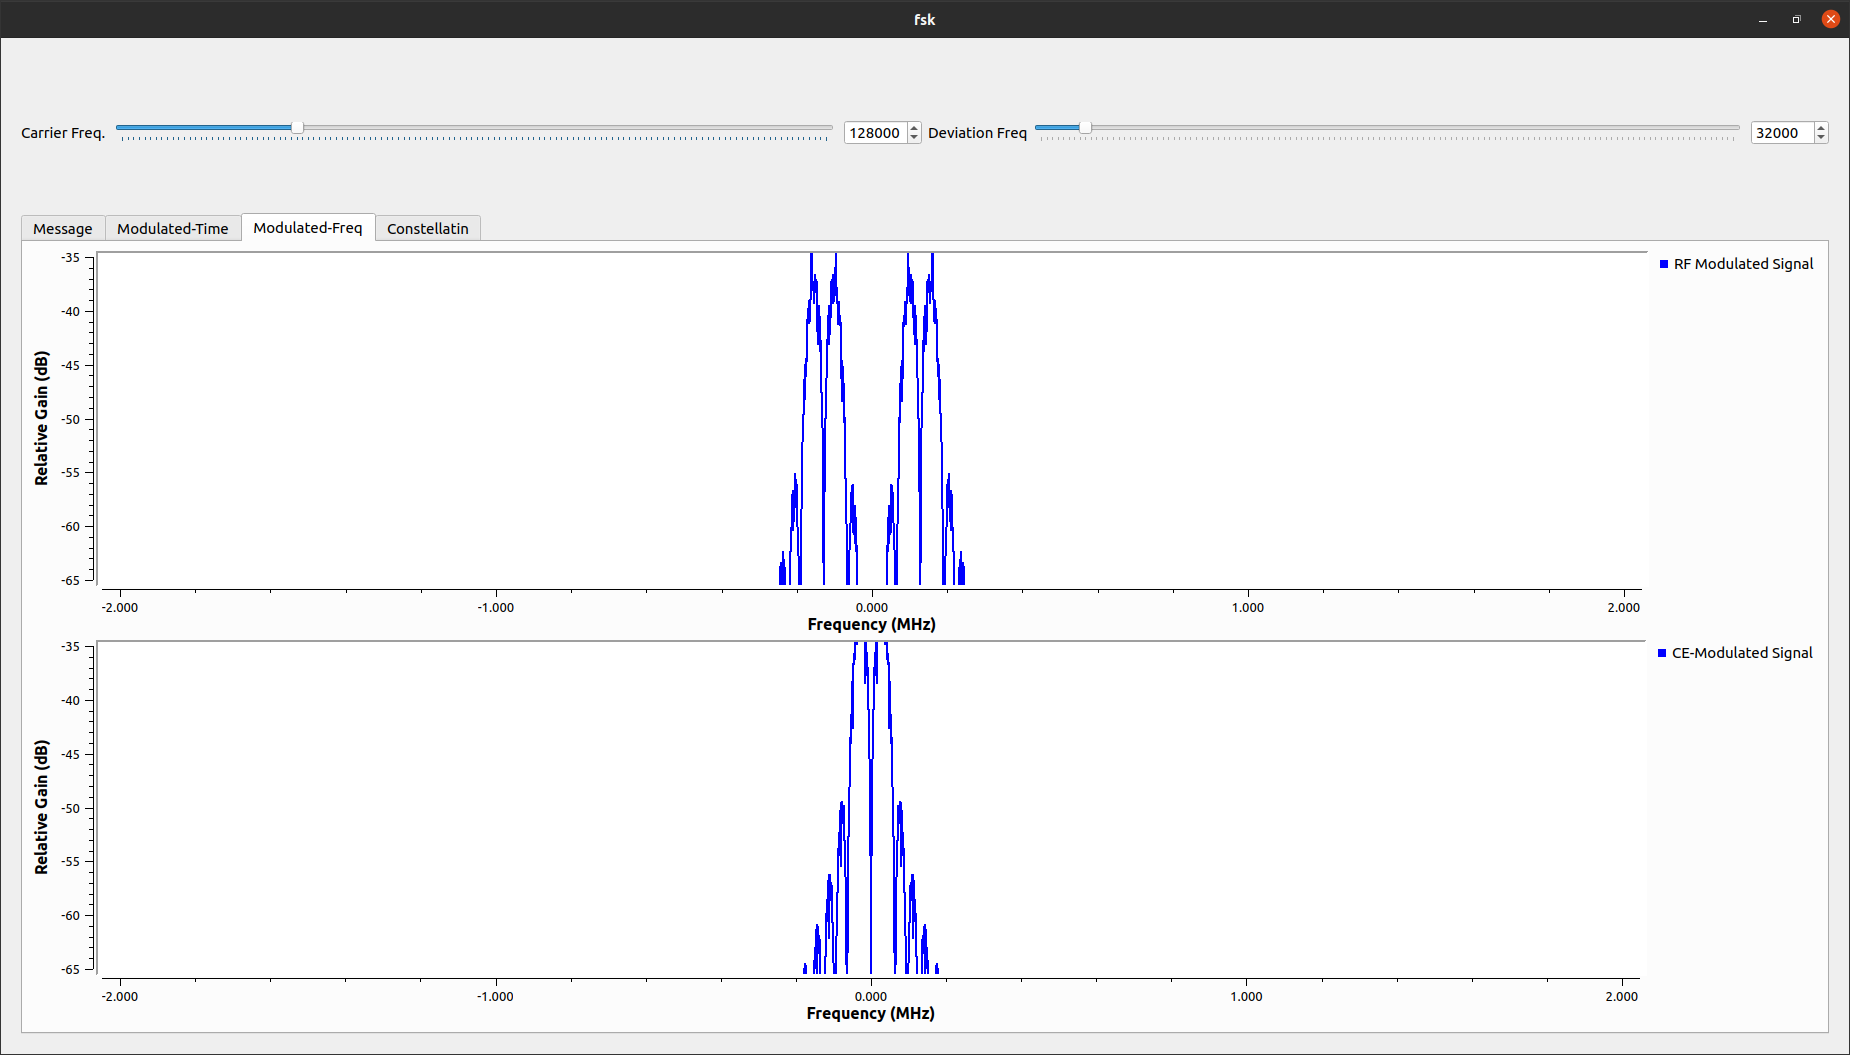 fsk
Carrier Freq. 128000 Deviation Freq 32000
Message Modulated-Time Modulated-Freq Constellatin
RF Modulated Signal
Relative Gain (dB)
-35
-40
-45
-50
-55
-60
-65
-2.000 -1.000 0.000 1.000 2.000
Frequency (MHz)
CE-Modulated Signal
Relative Gain (dB)
-35
-40
-45
-50
-55
-60
-65
-2.000 -1.000 0.000 1.000 2.000
Frequency (MHz)